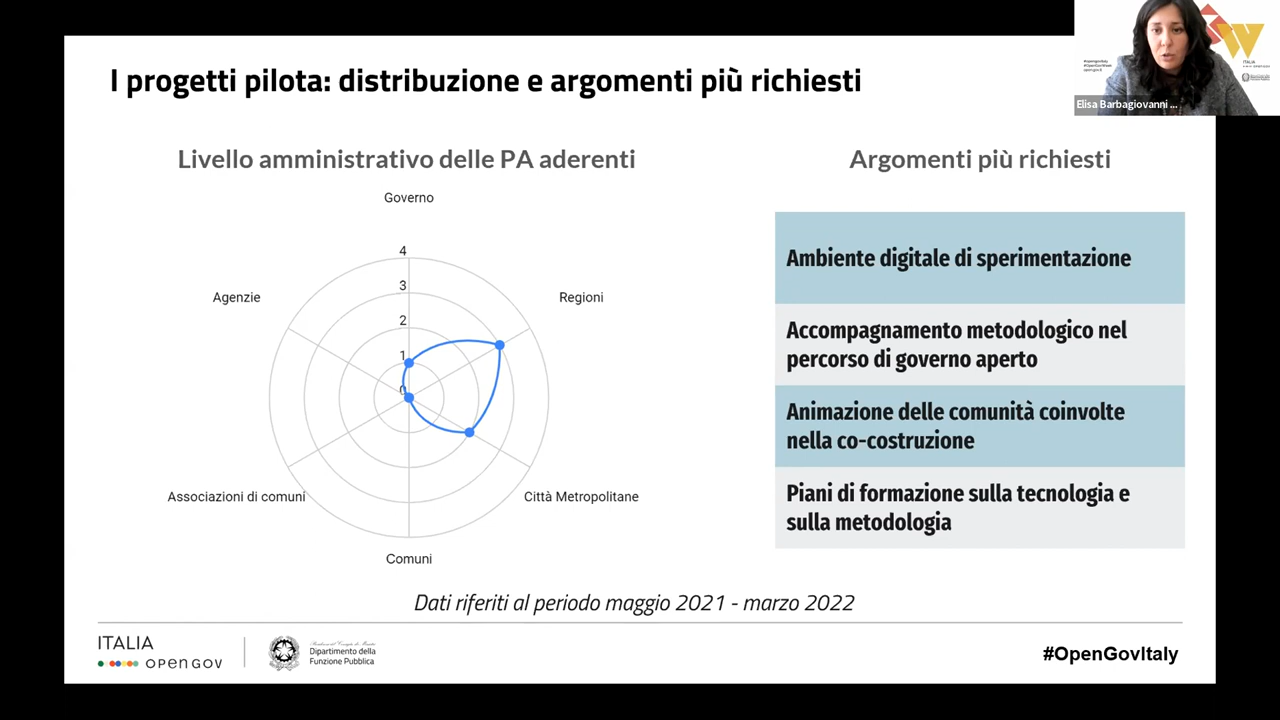 I progetti pilota: distribuzione e argomenti più richiesti
Elisa Barbagiovanni ...
Livello amministrativo delle PA aderenti
Governo
4
3
2
1
0
Agenzie
Regioni
Associazioni di comuni
Città Metropolitane
Comuni
Argomenti più richiesti
Ambiente digitale di sperimentazione
Accompagnamento metodologico nel
percorso di governo aperto
Animazione delle comunità coinvolte
nella co-costruzione
Piani di formazione sulla tecnologia e
sulla metodologia
Dati riferiti al periodo maggio 2021 - marzo 2022
ITALIA
OPEN GOV
Dipartimento della
Funzione Pubblica
#OpenGovItaly